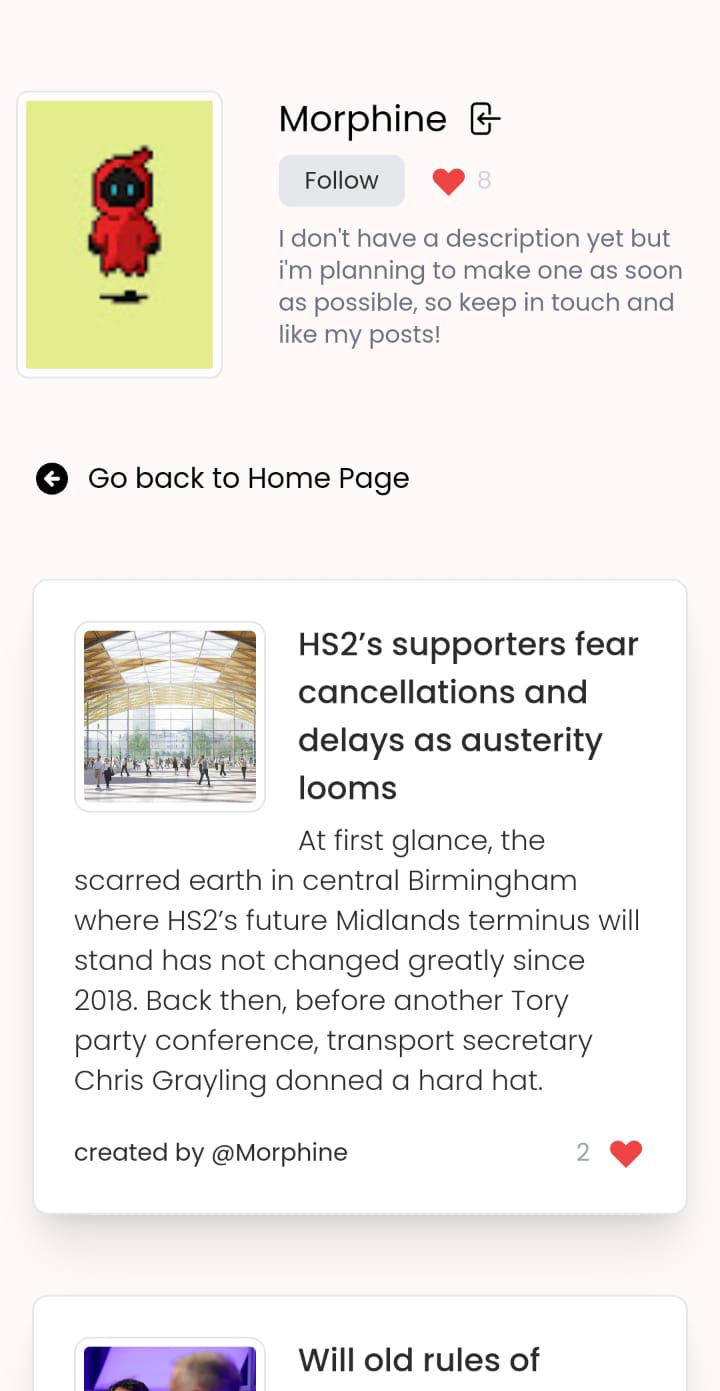 Morphine
Follow
8
I don't have a description yet but
i'm planning to make one as soon
as possible, so keep in touch and
like my posts!
Go back to Home Page
HS2’s supporters fear
cancellations and
delays as austerity
looms
At first glance, the
scarred earth in central Birmingham
where HS2’s future Midlands terminus will
stand has not changed greatly since
2018. Back then, before another Tory
party conference, transport secretary
Chris Grayling donned a hard hat.
created by @Morphine
2
Will old rules of